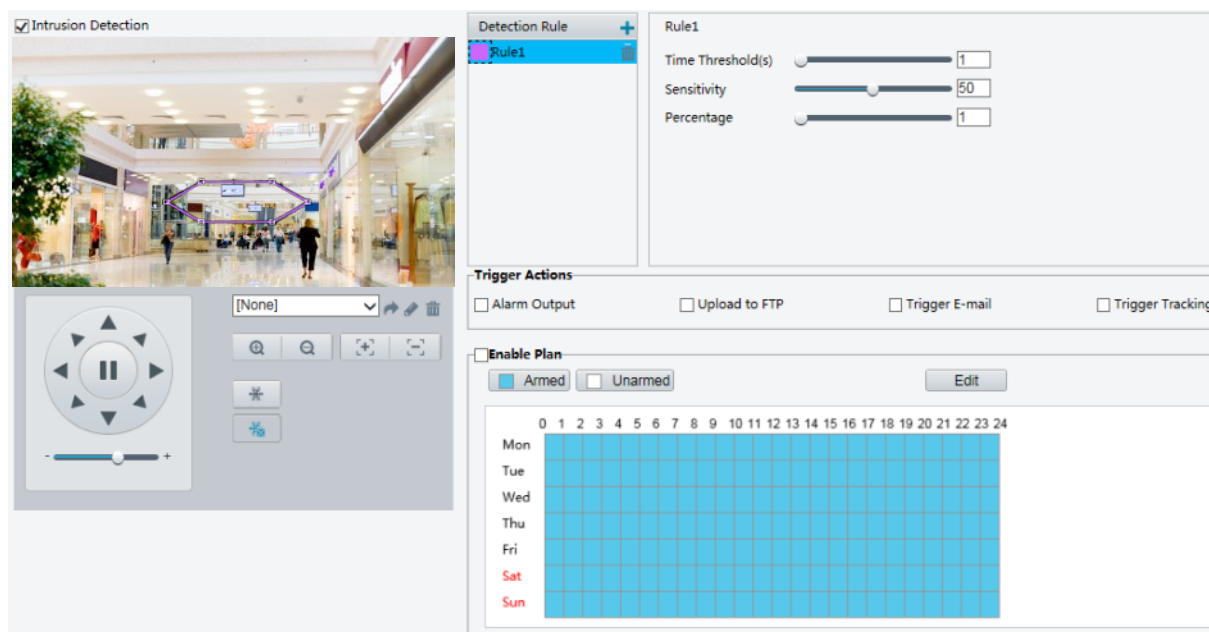 Intrusion Detection
Detection Rule
Rule1
Rule1
Time Threshold(s) 1
Sensitivity 50
Percentage 1
[None]
- +
Trigger Actions
Alarm Output Upload to FTP Trigger E-mail Trigger Tracking
Enable Plan
Armed Unarmed Edit
0 1 2 3 4 5 6 7 8 9 10 11 12 13 14 15 16 17 18 19 20 21 22 23 24
Mon
Tue
Wed
Thu
Fri
Sat
Sun